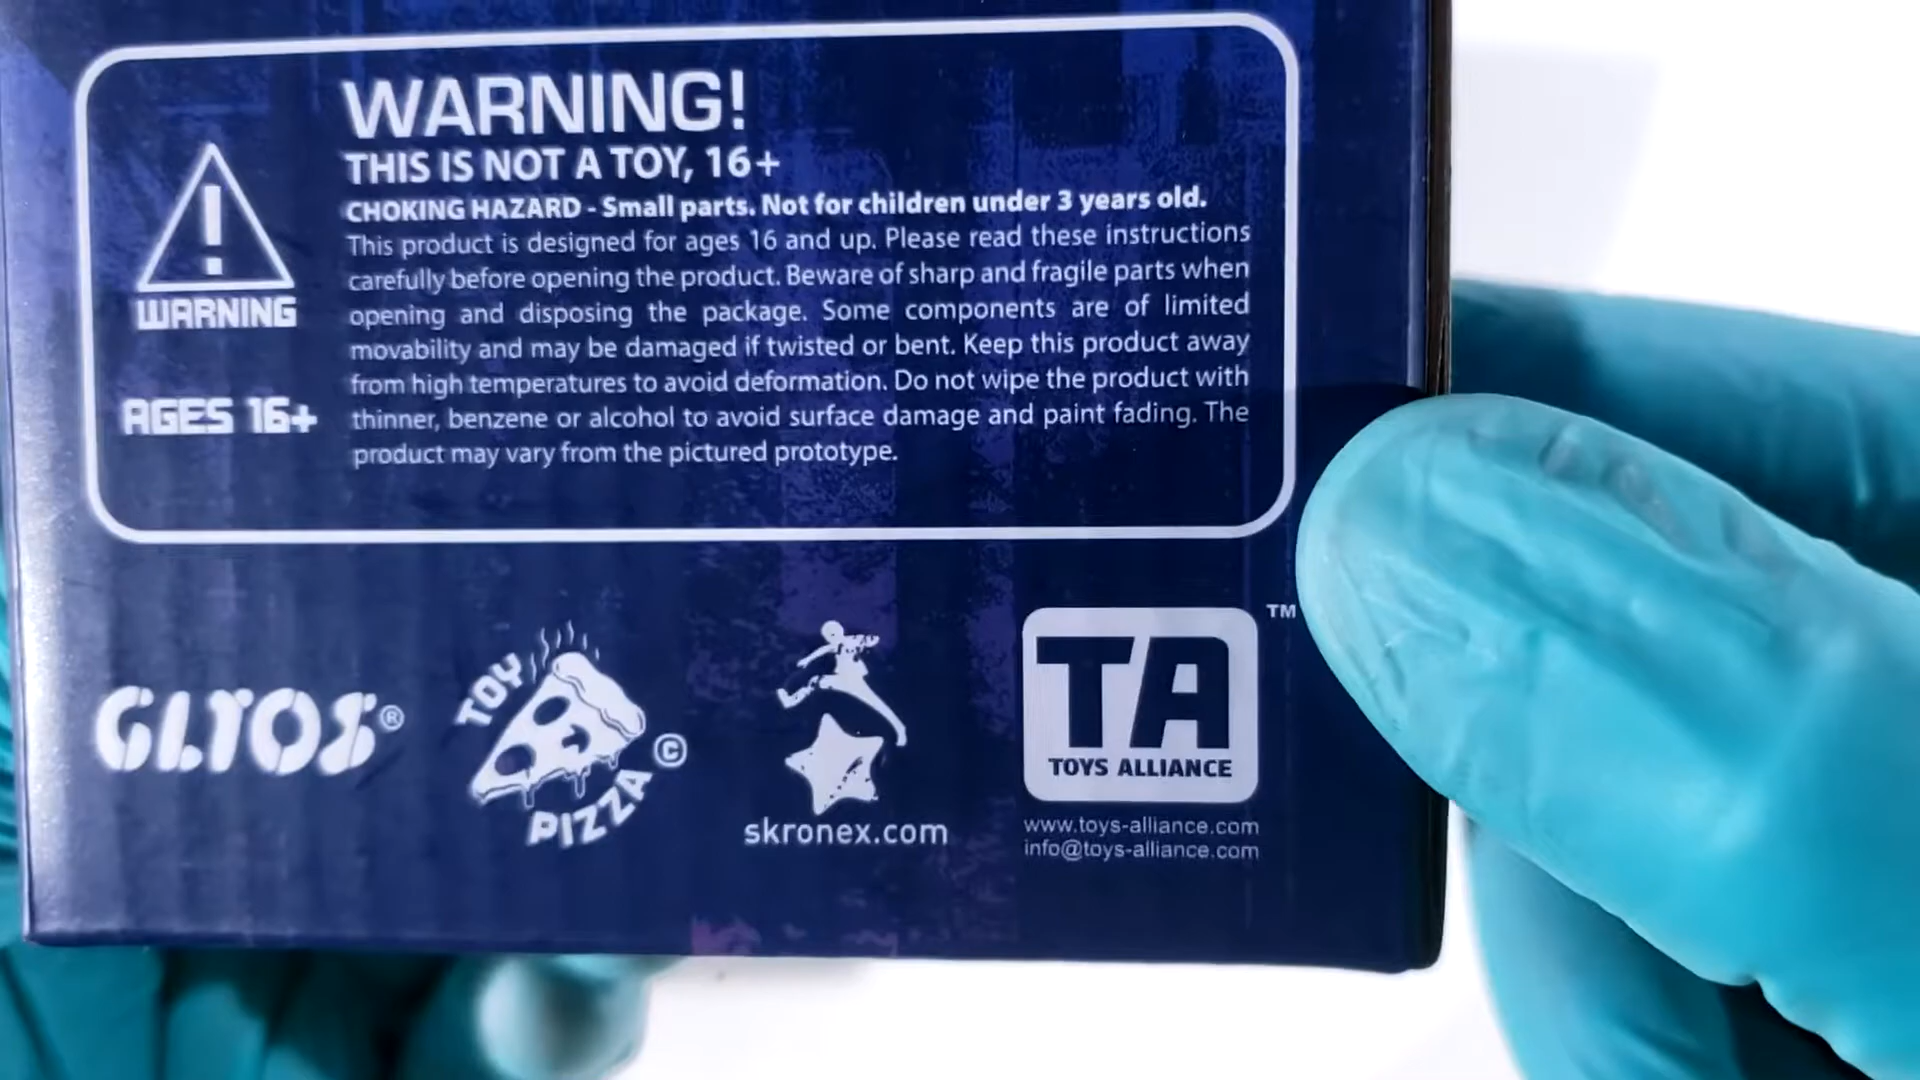 WARNING!
THIS IS NOT A TOY, 16+
CHOKING HAZARD - Small parts. Not for children under 3 years old.
This product is designed for ages 16 and up. Please read these instructions
carefully before opening the product. Beware of sharp and fragile parts when
opening and disposing the package. Some components are of limited
movability and may be damaged if twisted or bent. Keep this product away
from high temperatures to avoid deformation. Do not wipe the product with
thinner, benzene or alcohol to avoid surface damage and paint fading. The
product may vary from the pictured prototype.
!
WARNING
AGES 16+
GLYOS®
TOY
PIZZA ©
skronex.com
TA ™
TOYS ALLIANCE
www.toys-alliance.com
info@toys-alliance.com